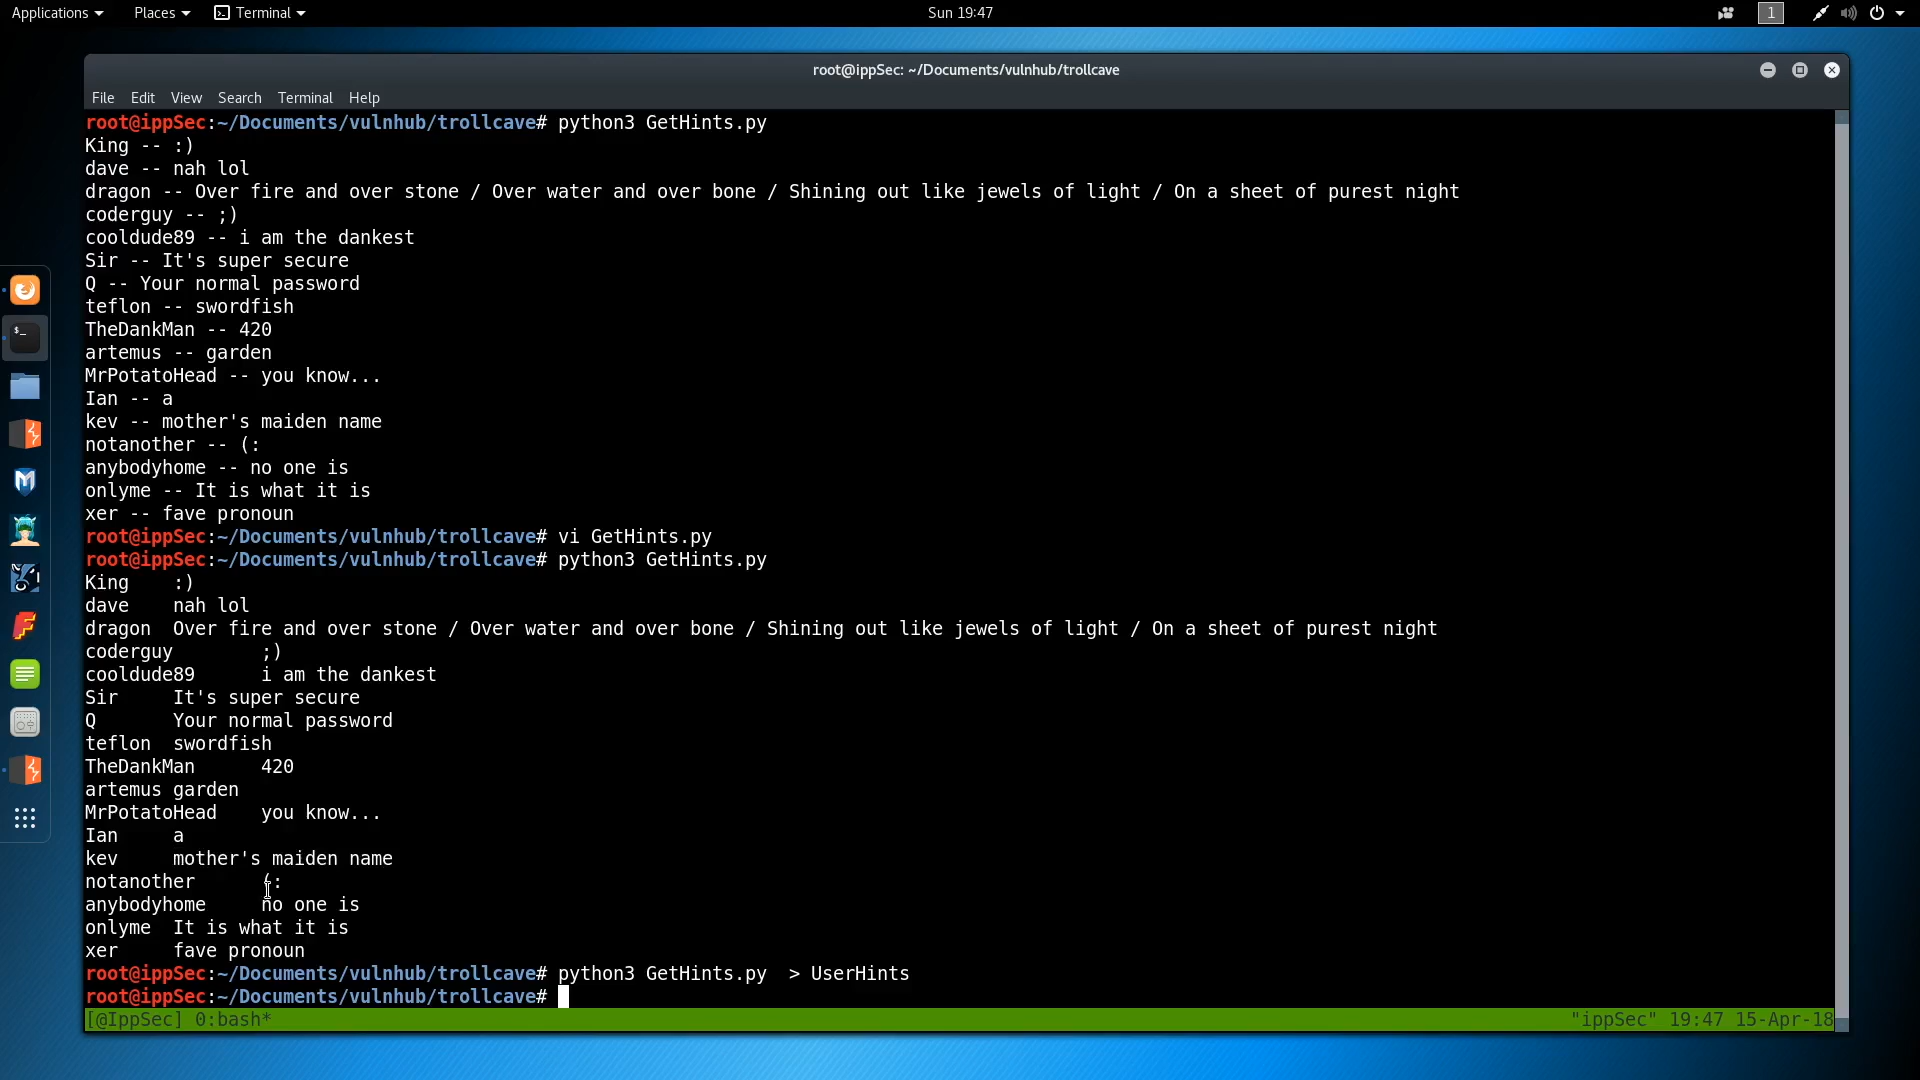 Applications Places Terminal Sun 19:47 1
root@ippSec: ~/Documents/vulnhub/trollcave
File Edit View Search Terminal Help
root@ippSec:~/Documents/vulnhub/trollcave# python3 GetHints.py
King -- :)
dave -- nah lol
dragon -- Over fire and over stone / Over water and over bone / Shining out like jewels of light / On a sheet of purest night
coderguy -- ;)
cooldude89 -- i am the dankest
Sir -- It's super secure
Q -- Your normal password
teflon -- swordfish
TheDankMan -- 420
artemus -- garden
MrPotatoHead -- you know...
Ian -- a
kev -- mother's maiden name
notanother -- (:
anybodyhome -- no one is
onlyme -- It is what it is
xer -- fave pronoun
root@ippSec:~/Documents/vulnhub/trollcave# vi GetHints.py
root@ippSec:~/Documents/vulnhub/trollcave# python3 GetHints.py
King    :)
dave    nah lol
dragon  Over fire and over stone / Over water and over bone / Shining out like jewels of light / On a sheet of purest night
coderguy        ;)
cooldude89      i am the dankest
Sir     It's super secure
Q       Your normal password
teflon  swordfish
TheDankMan      420
artemus garden
MrPotatoHead    you know...
Ian     a
kev     mother's maiden name
notanother      (:
anybodyhome     no one is
onlyme  It is what it is
xer     fave pronoun
root@ippSec:~/Documents/vulnhub/trollcave# python3 GetHints.py  > UserHints
root@ippSec:~/Documents/vulnhub/trollcave#
[@IppSec] 0:bash* "ippSec" 19:47 15-Apr-18